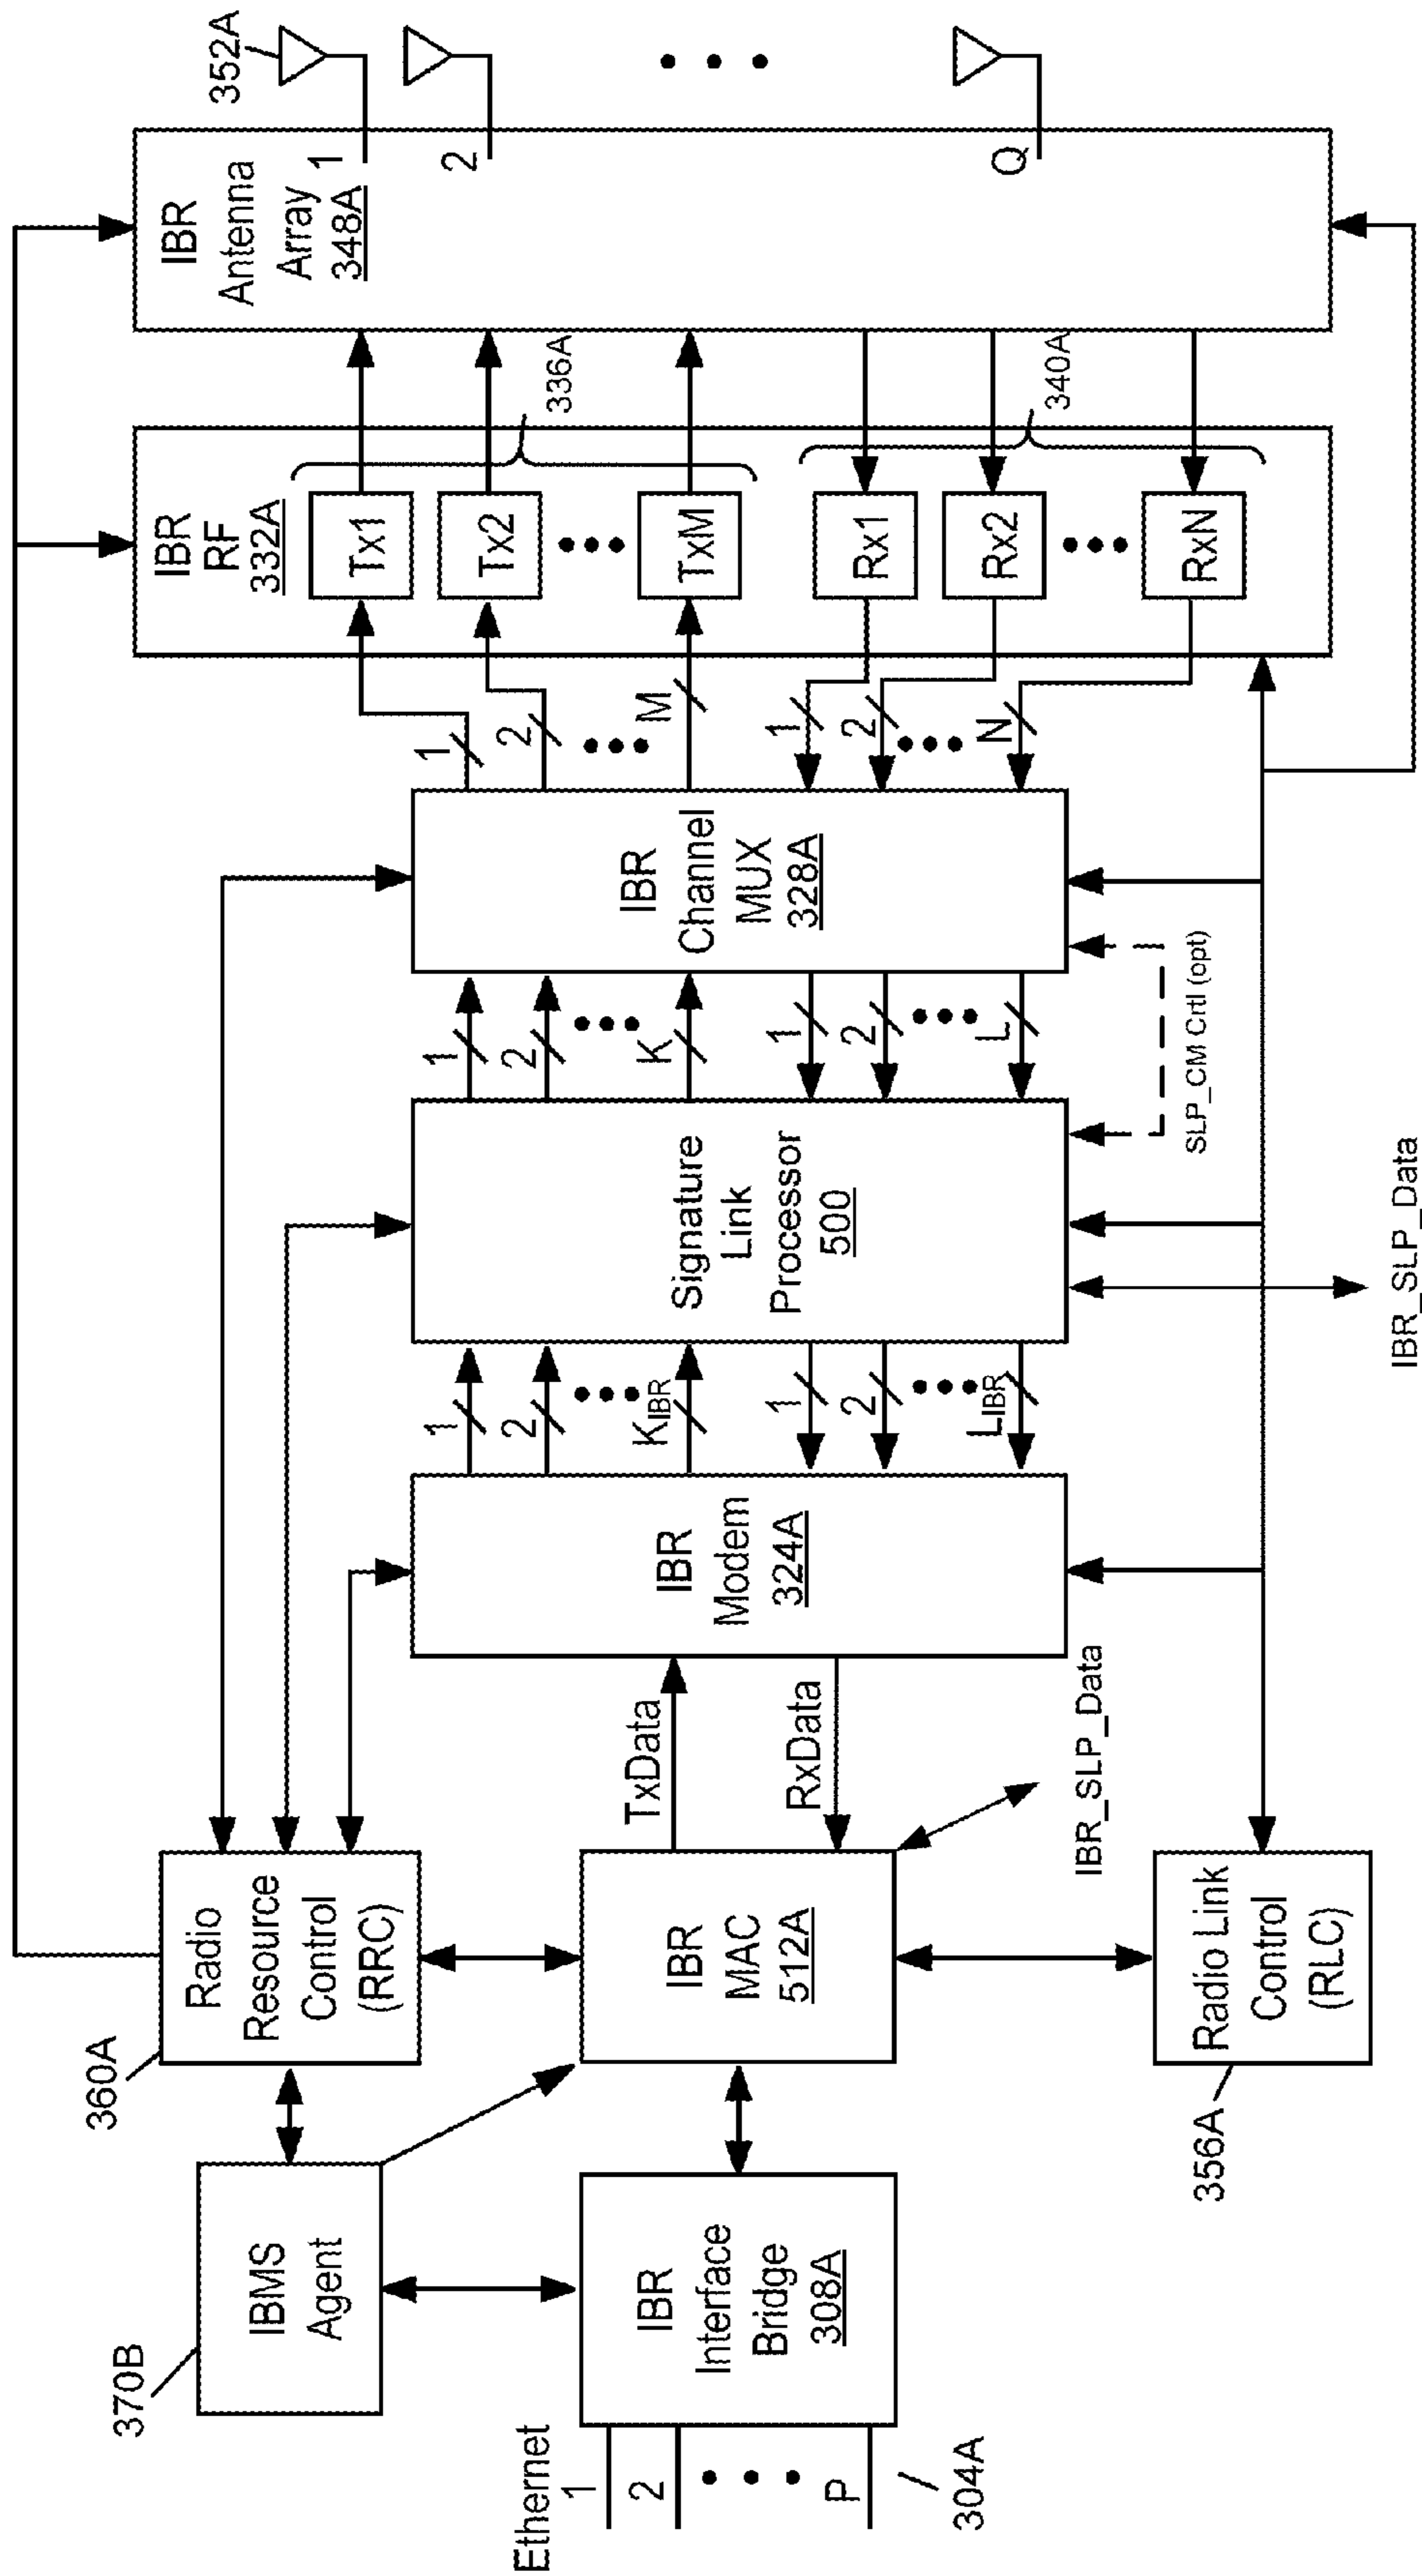 Ethernet
1
2
P
304A
370B
IBMS
Agent
IBR
Interface
Bridge
308A
360A
Radio
Resource
Control
(RRC)
IBR
MAC
512A
Radio Link
Control
(RLC)
356A
TxData
RxData
IBR_SLP_Data
IBR
Modem
324A
1
2
KIBR
1
2
LIBR
Signature
Link
Processor
500
IBR_SLP_Data
1
2
K
1
2
L
SLP_CM Crtl (opt)
IBR
Channel
MUX
328A
1
2
M
1
2
N
IBR
RF
332A
Tx1
Tx2
TxM
Rx1
Rx2
RxN
336A
340A
IBR
Antenna
Array
348A
1
2
Q
352A